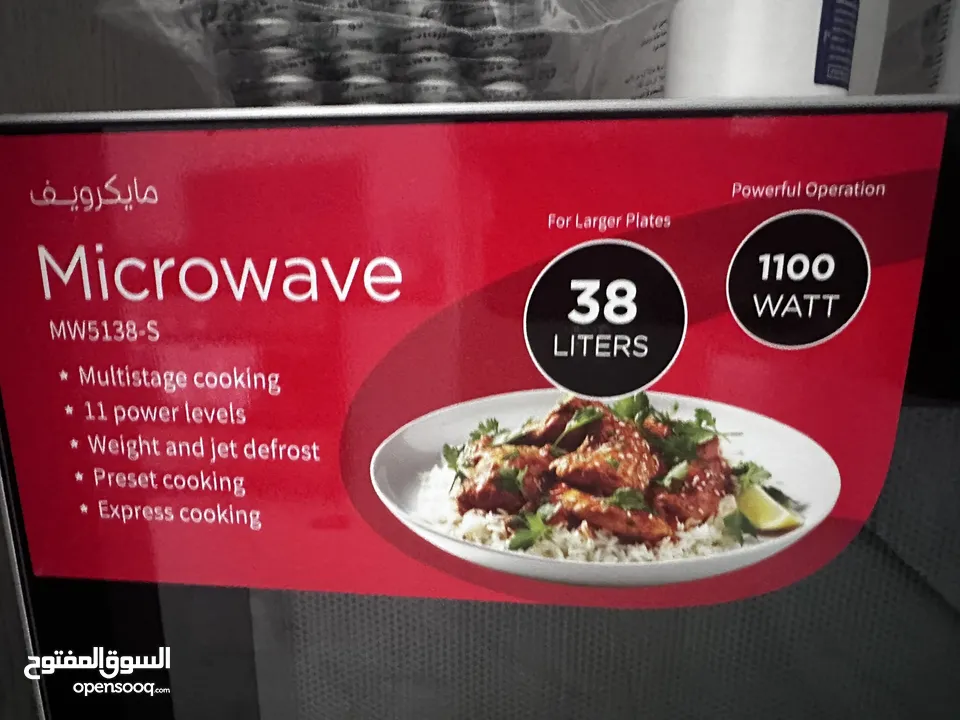 مايكرويف
Microwave
MW5138-S
* Multistage cooking
* 11 power levels
* Weight and jet defrost
* Preset cooking
* Express cooking
For Larger Plates
38
LITERS
Powerful Operation
1100
WATT
السوق المفتوح
opensooq.com